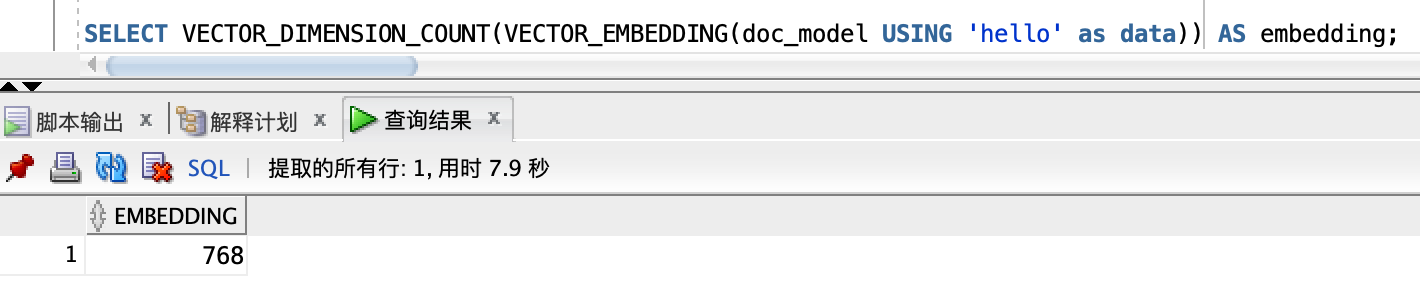 SELECT VECTOR_DIMENSION_COUNT(VECTOR_EMBEDDING(doc_model USING 'hello' as data)) AS embedding;
脚本输出 x 解释计划 x 查询结果 x
SQL | 提取的所有行: 1, 用时 7.9 秒
EMBEDDING
1 768